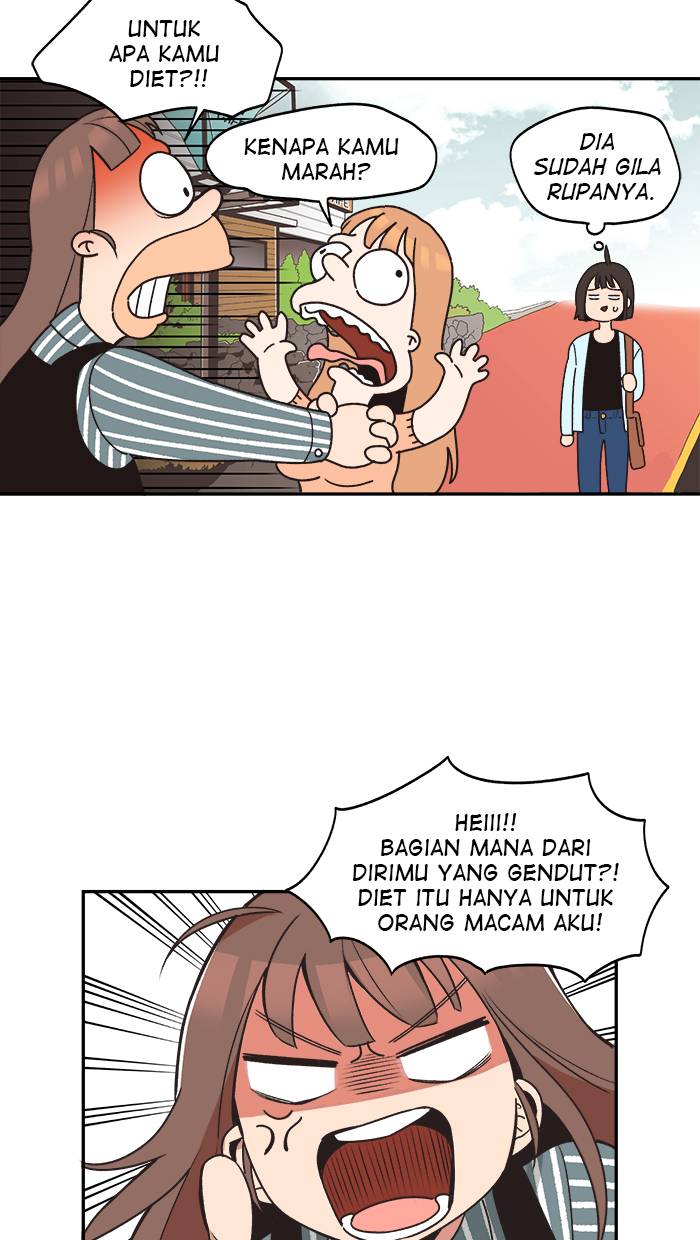 UNTUK
APA KAMU
DIET?!!
KENAPA KAMU
MARAH?
DIA
SUDAH GILA
RUPANYA.
HEIII!!
BAGIAN MANA DARI
DIRIMU YANG GENDUT?!
DIET ITU HANYA UNTUK
ORANG MACAM AKU!